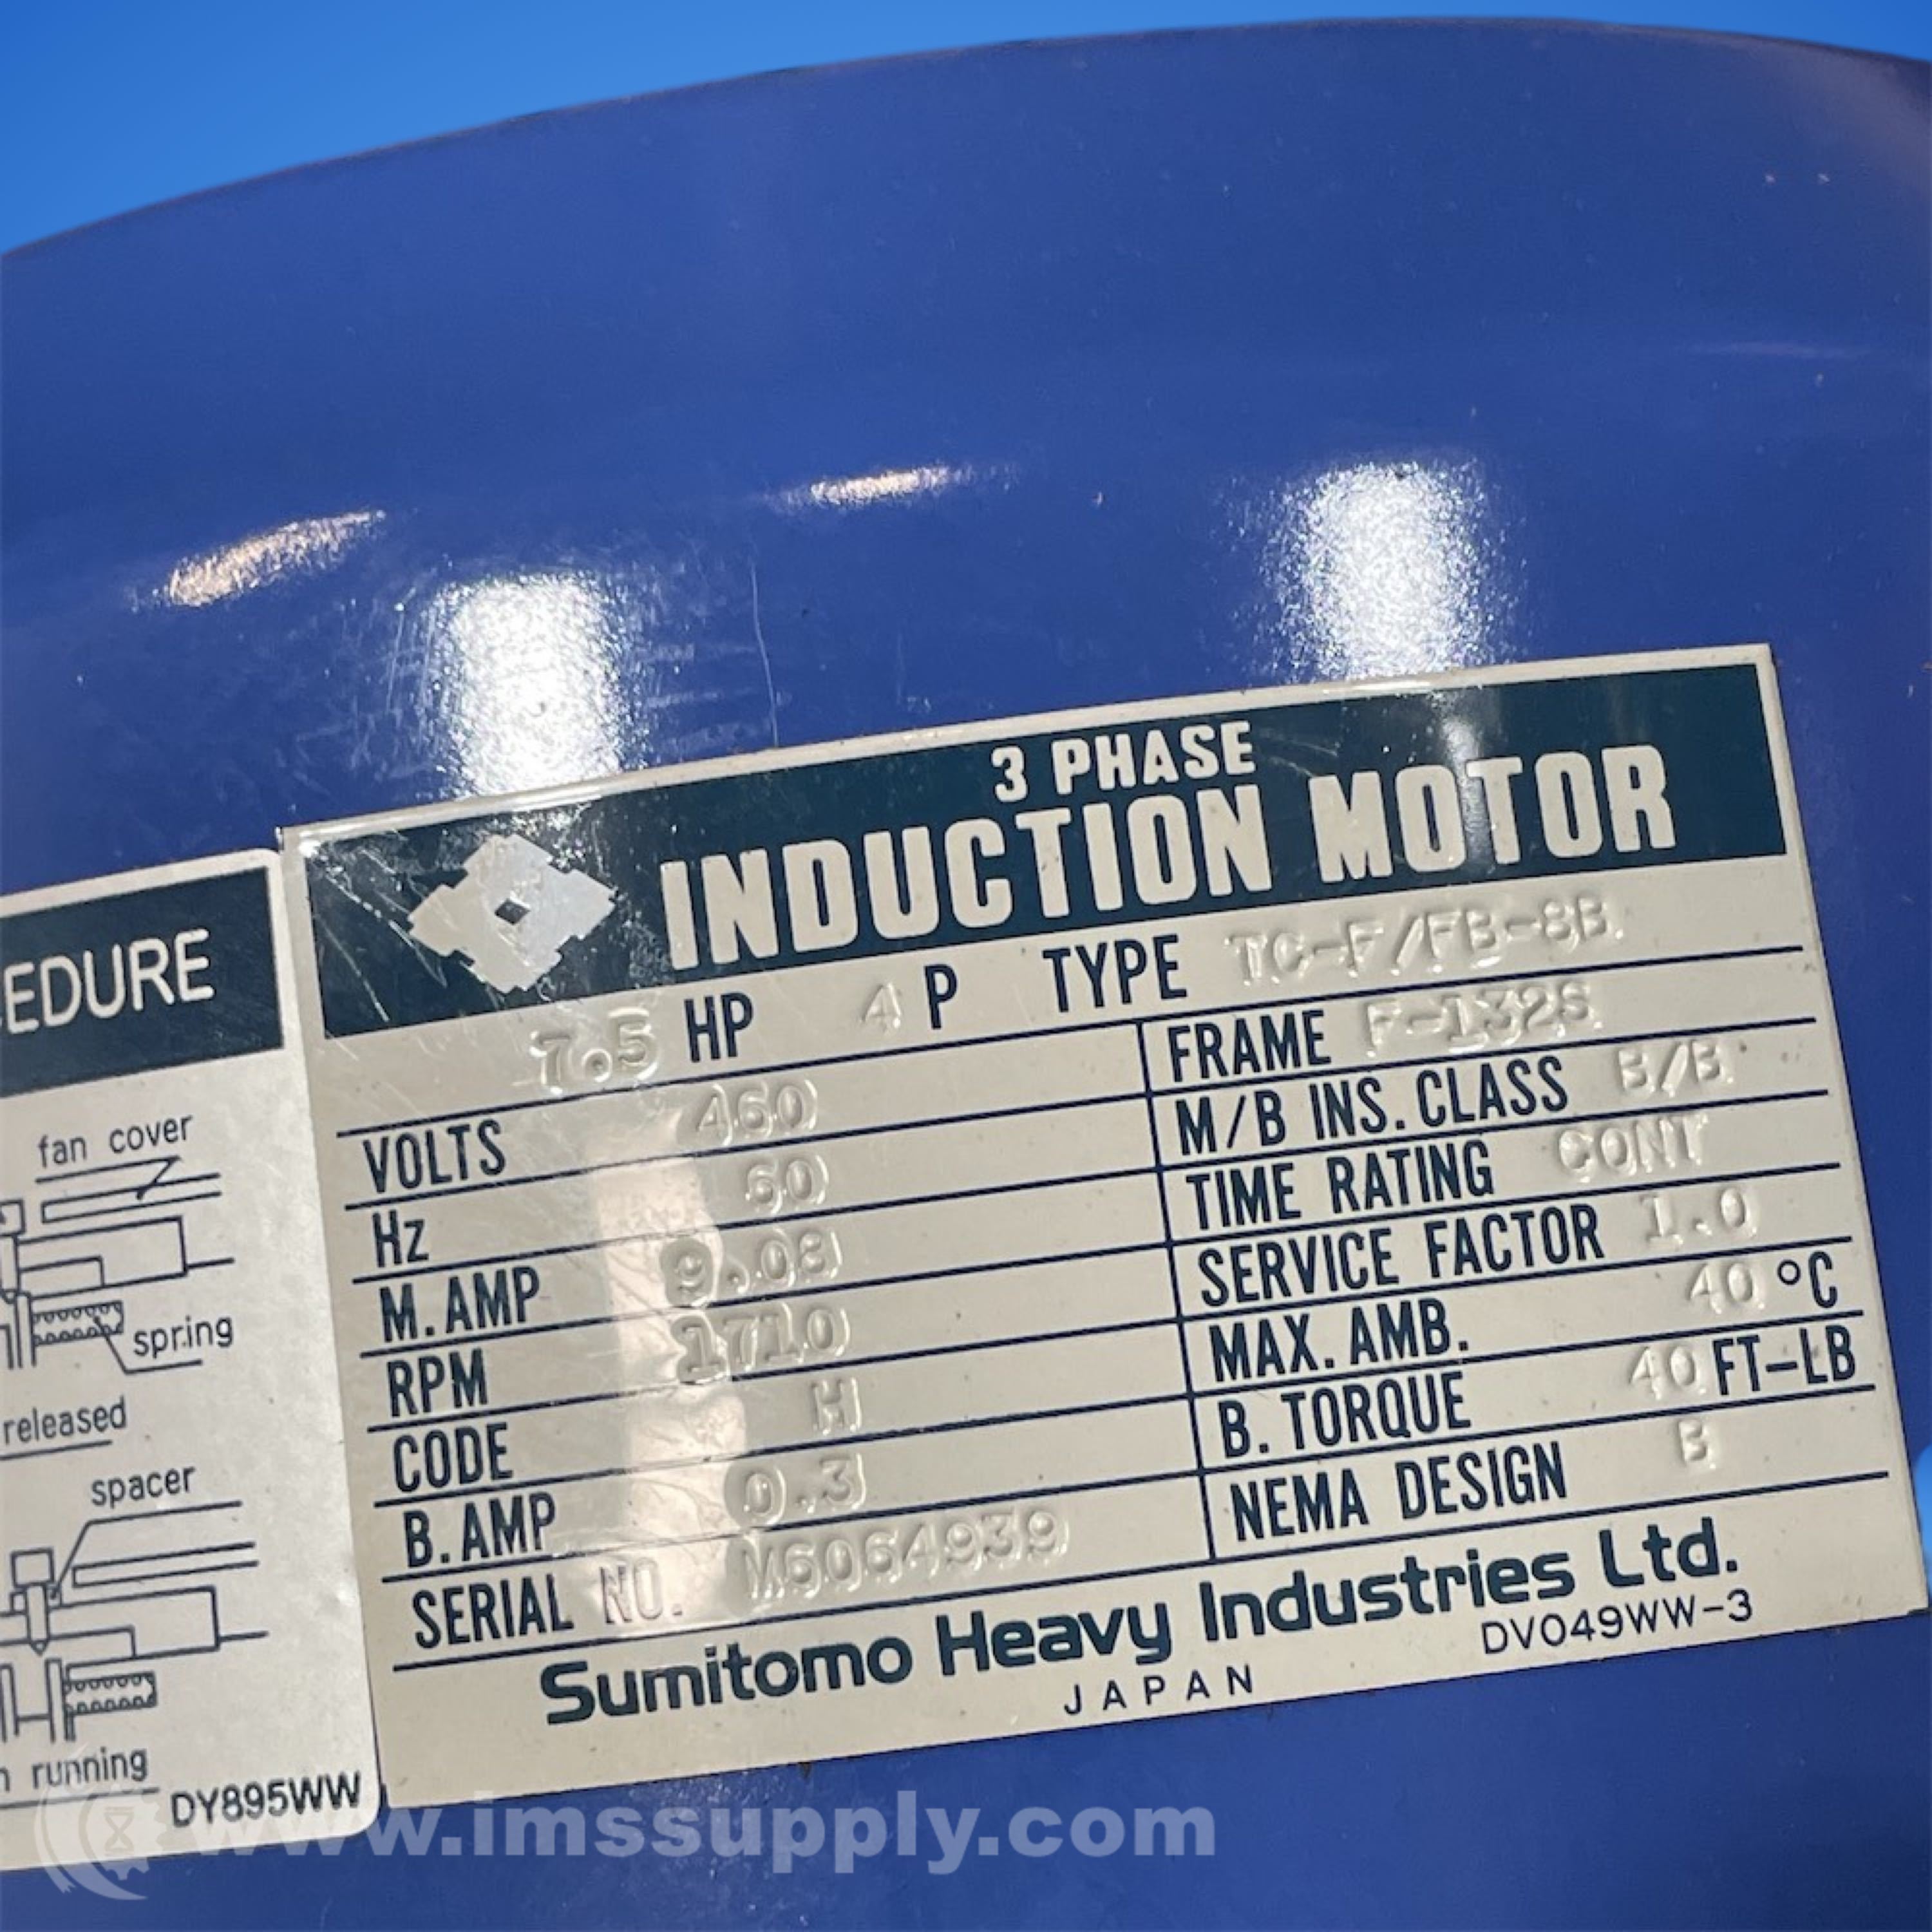 3 PHASE
INDUCTION MOTOR
7.5 HP 4 P TYPE TC-F/FB-8B
VOLTS 460
Hz 60
M. AMP 9.08
RPM 1710
CODE H
B. AMP 0.3
SERIAL NO. M6064939
FRAME F-132S
M/B INS. CLASS B/B
TIME RATING CONT
SERVICE FACTOR 1.0
MAX. AMB. 40 °C
B. TORQUE 40 FT-LB
NEMA DESIGN B
Sumitomo Heavy Industries Ltd.
JAPAN DV049WW-3
EDURE
fan cover
spring
released
spacer
running
DY895WW
www.imssupply.com